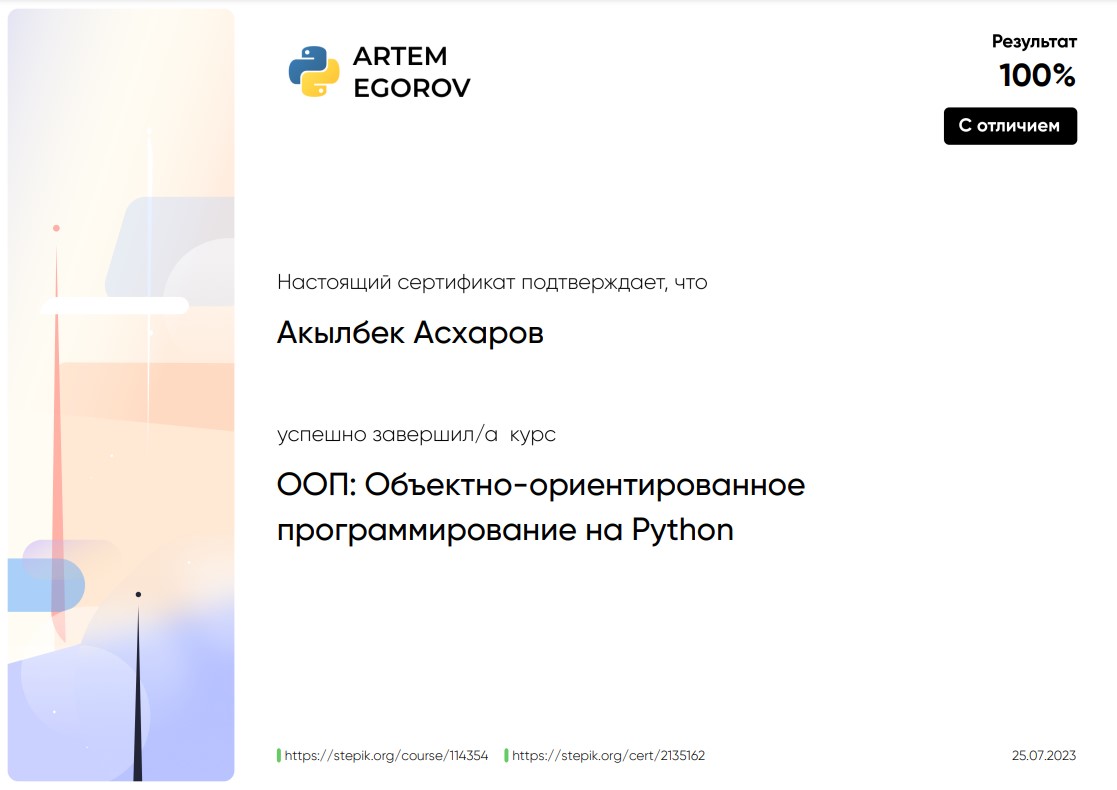 ARTEM
EGOROV
Результат
100%
С отличием
Настоящий сертификат подтверждает, что
Акылбек Асхаров
успешно завершил/а курс
ООП: Объектно-ориентированное
программирование на Python
https://stepik.org/course/114354 https://stepik.org/cert/2135162 25.07.2023